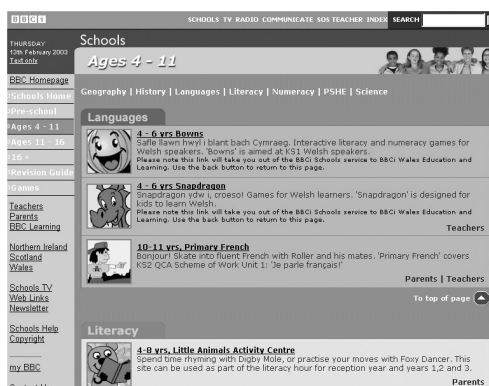 BBCi
SCHOOLS TV RADIO COMMUNICATE SOS TEACHER INDEX SEARCH
THURSDAY
13th February 2003
Text only
BBC Homepage
»Schools Home
»Pre-school
»Ages 4 - 11
»Ages 11 - 16
»16 +
»Revision Guide
»Games
Teachers
Parents
BBC Learning
Northern Ireland
Scotland
Wales
Schools TV
Web Links
Newsletter
Schools Help
Copyright
my BBC
Schools
Ages 4 - 11
Geography | History | Languages | Literacy | Numeracy | PSHE | Science
Languages
4 - 6 yrs Bowns
Safle llawn hwyl i blant bach Cymraeg. Interactive literacy and numeracy games for
Welsh speakers. 'Bowns' is aimed at KS1 Welsh speakers.
Please note this link will take you out of the BBCi Schools service to BBCi Wales Education and
Learning. Use the back button to return to this page.
4 - 6 yrs Snapdragon
Snapdragon ydw i, croeso! Games for Welsh learners. 'Snapdragon' is designed for
kids to learn Welsh.
Please note this link will take you out of the BBCi Schools service to BBCi Wales Education and
Learning. Use the back button to return to this page.
Teachers
10-11 yrs, Primary French
Bonjour! Skate into fluent French with Roller and his mates. 'Primary French' covers
KS2 QCA Scheme of Work Unit 1: 'Je parle français!'
Parents | Teachers
To top of page
Literacy
4-8 yrs, Little Animals Activity Centre
Spend time rhyming with Digby Mole, or practise your moves with Foxy Dancer. This
site can be used as part of the literacy hour for reception year and years 1,2 and 3.
Parents